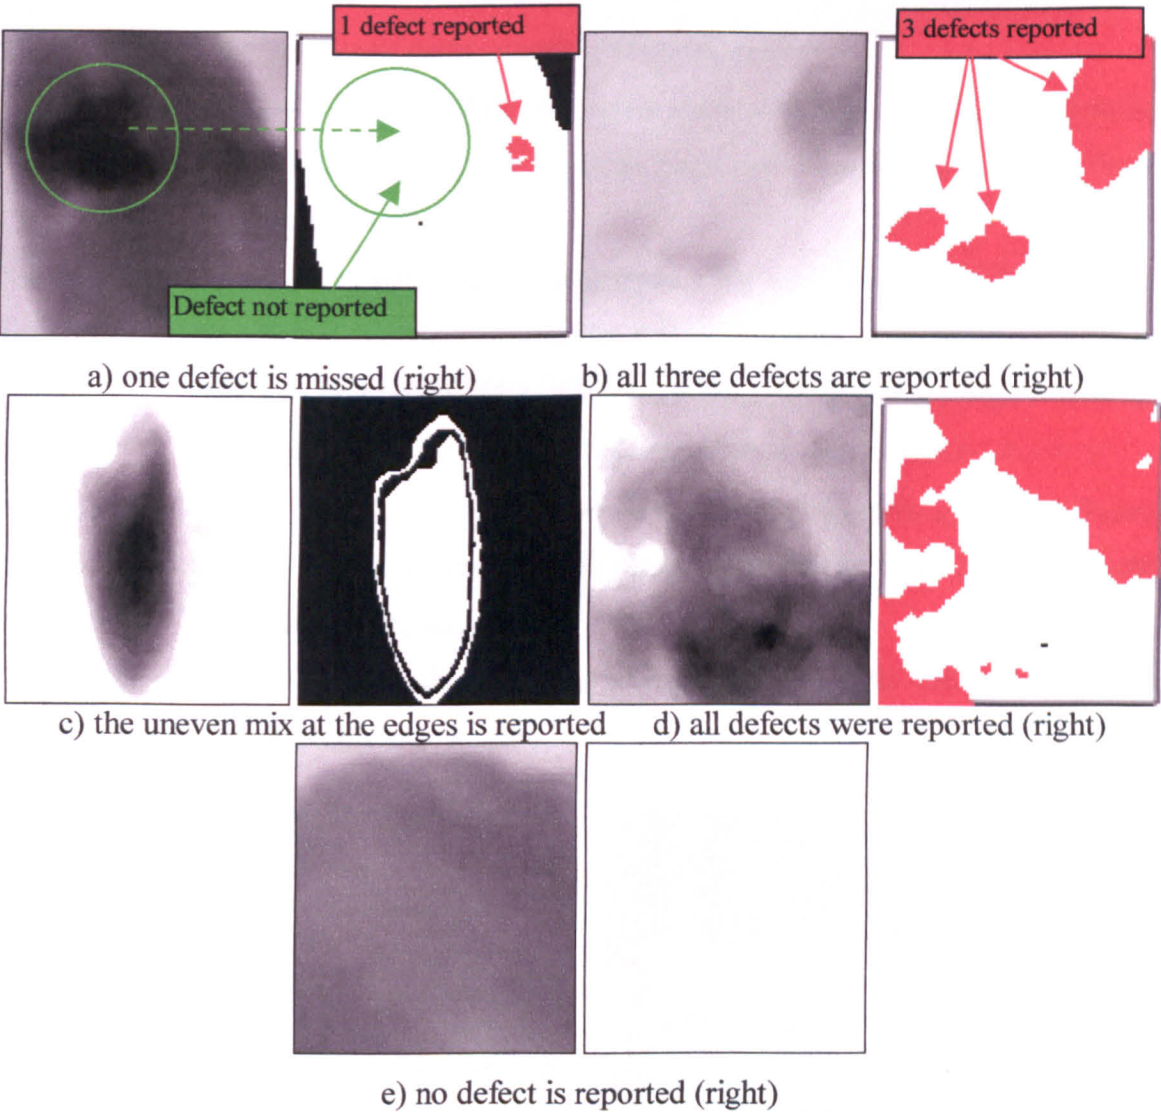 1 defect reported
3 defects reported
Defect not reported
a) one defect is missed (right)
b) all three defects are reported (right)
c) the uneven mix at the edges is reported
d) all defects were reported (right)
e) no defect is reported (right)